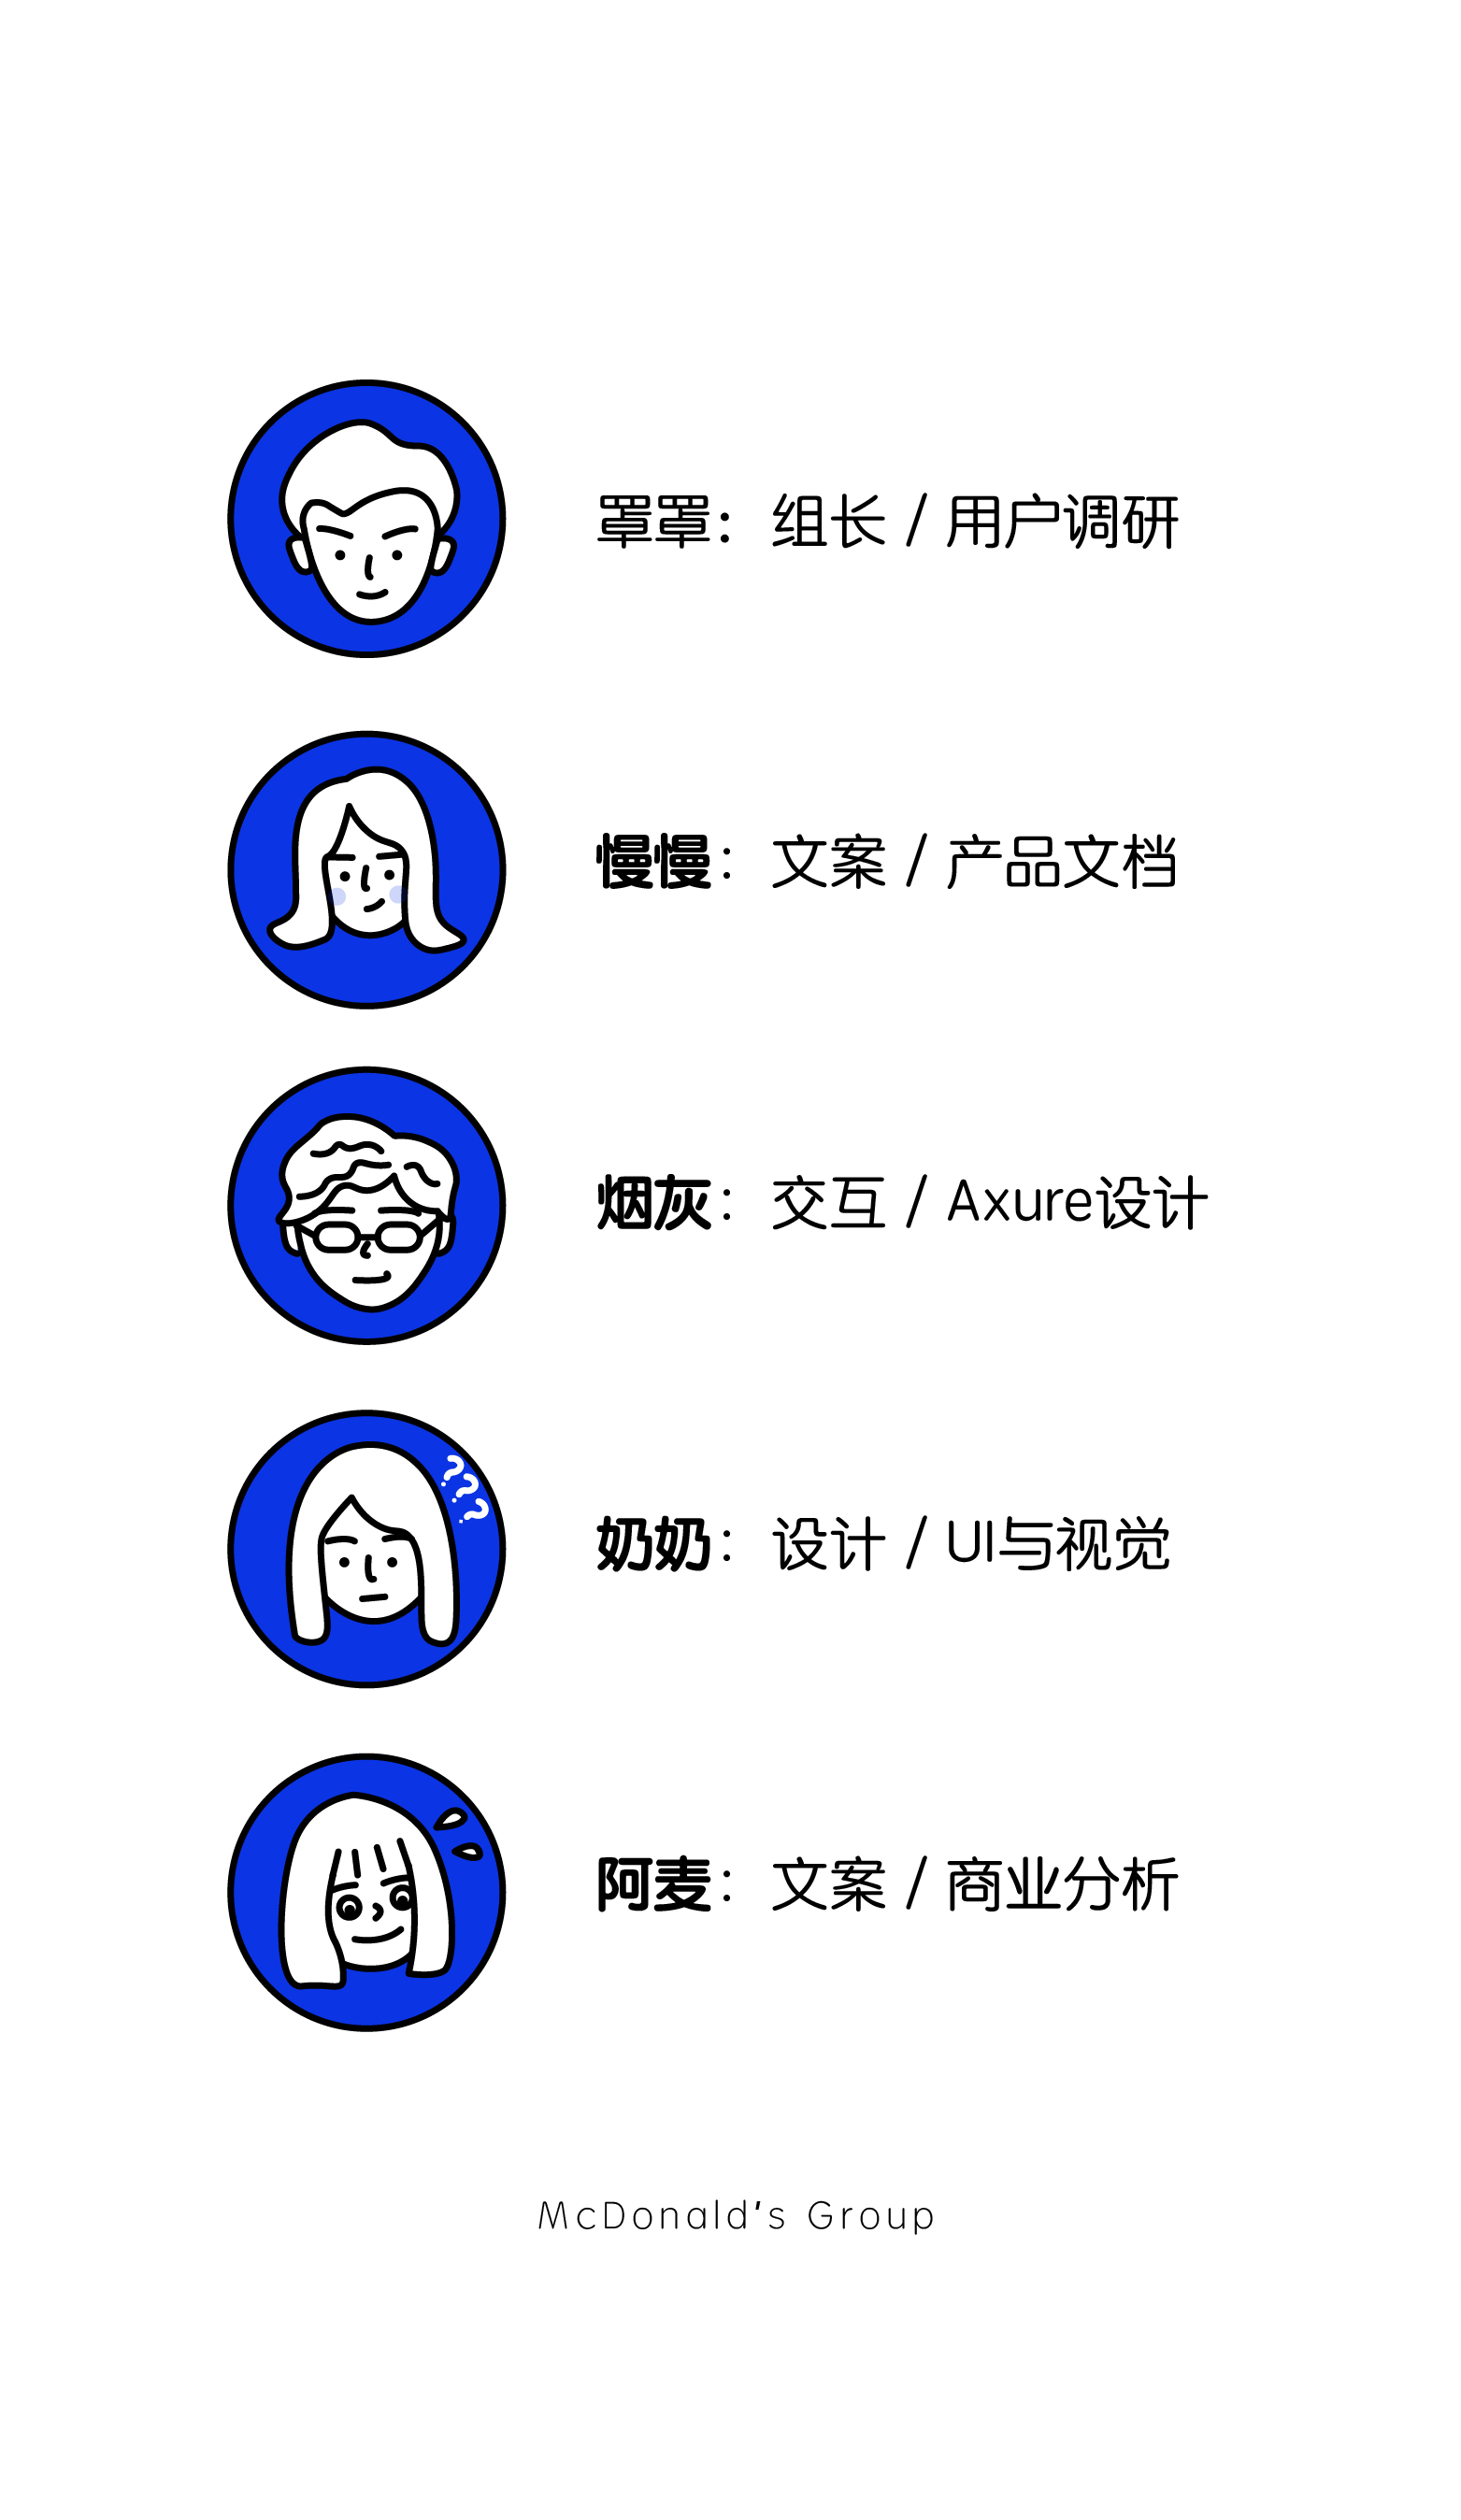 罩罩： 组长 / 用户调研
慢慢： 文案 / 产品文档
烟灰： 交互 / Axure设计
奶奶： 设计 / UI与视觉
阿麦： 文案 / 商业分析
McDonald's Group